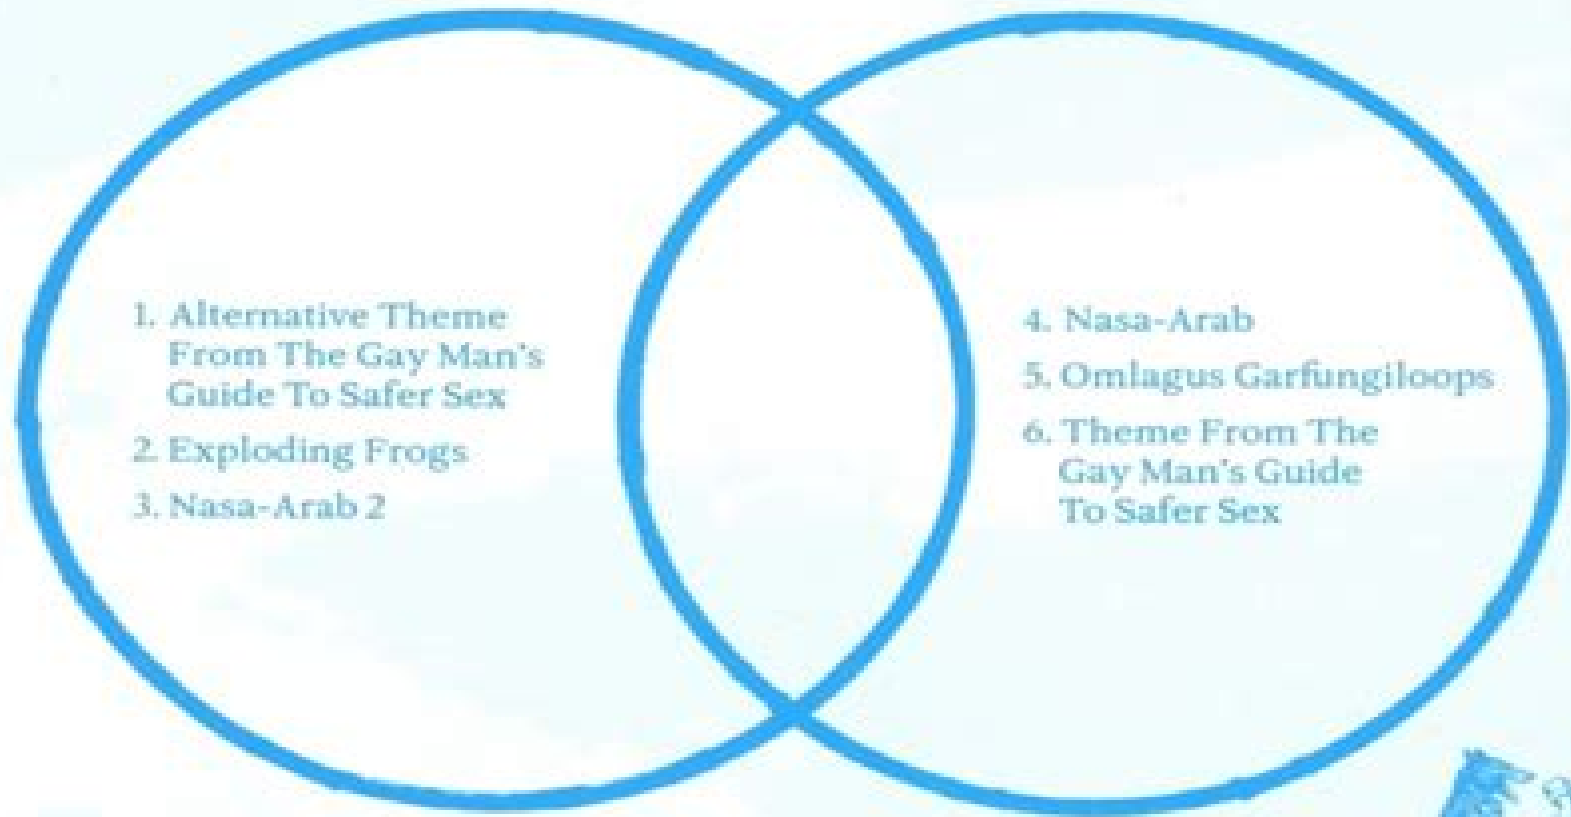 1. Alternative Theme
From The Gay Man's
Guide To Safer Sex
2. Exploding Frogs
3. Nasa-Arab 2
4. Nasa-Arab
5. Omlagus Garfungiloops
6. Theme From The
Gay Man's Guide
To Safer Sex